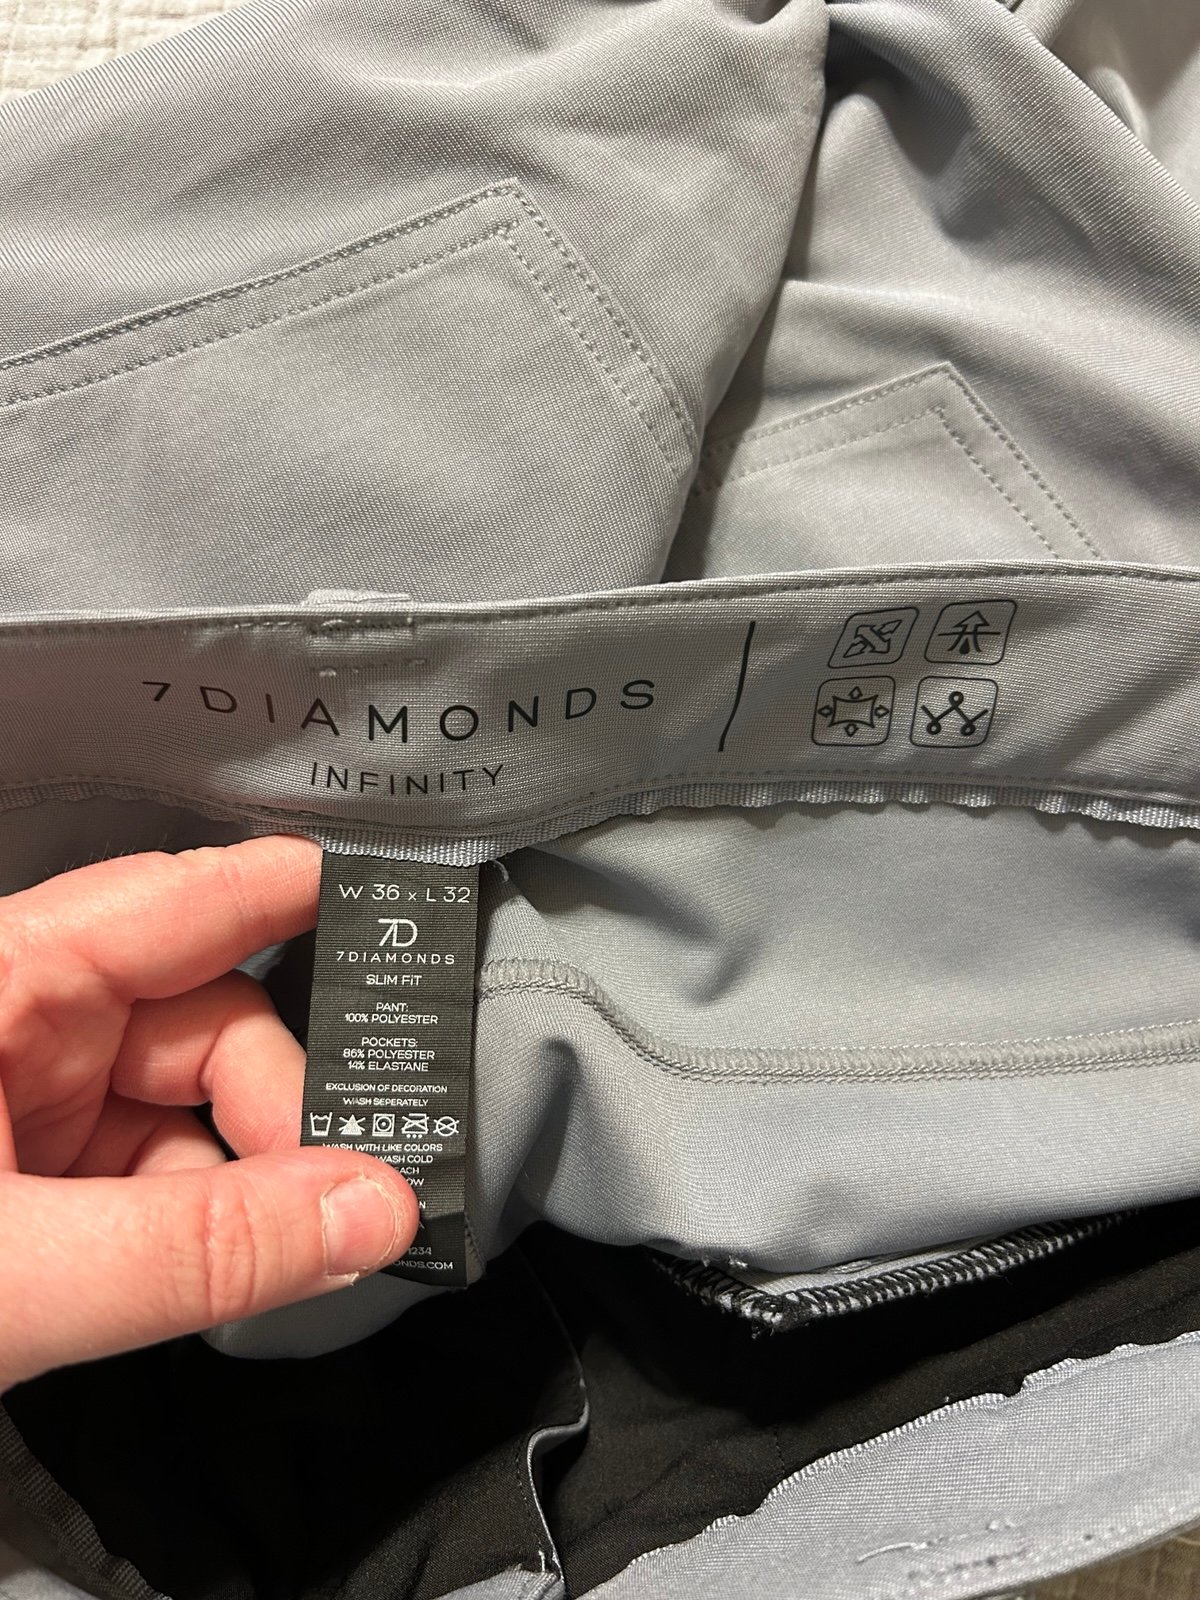 7DIAMONDS
INFINITY
W 36 x L 32
7D
7DIAMONDS
SLIM FIT
PANT:
100% POLYESTER
POCKETS:
86% POLYESTER
14% ELASTANE
EXCLUSION OF DECORATION
WASH SEPERATELY
WASH WITH LIKE COLORS
WASH COLD